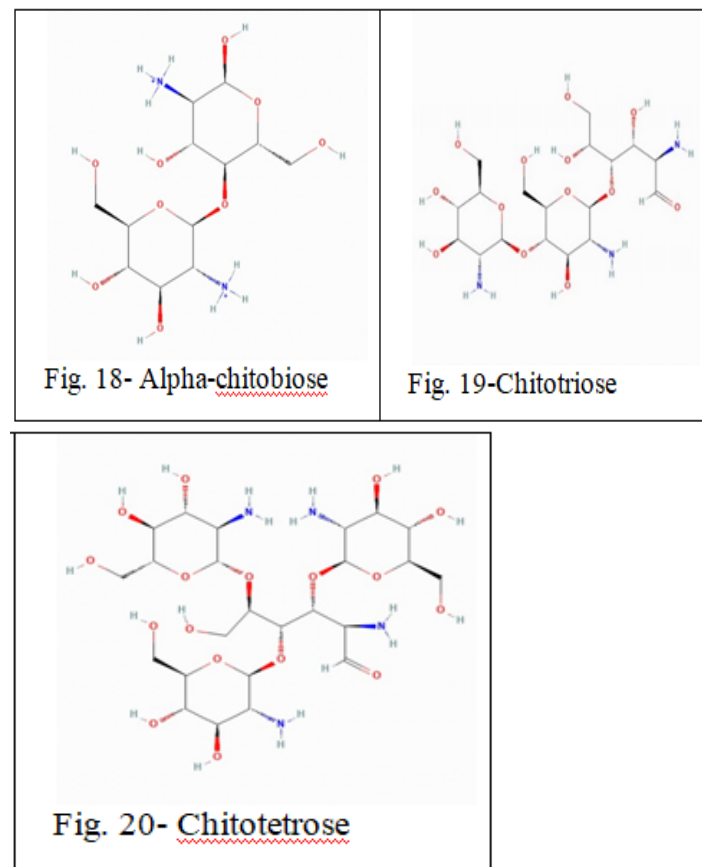 Fig. 18- Alpha-chitobiose
Fig. 19-Chitotriose
Fig. 20- Chitotetrose